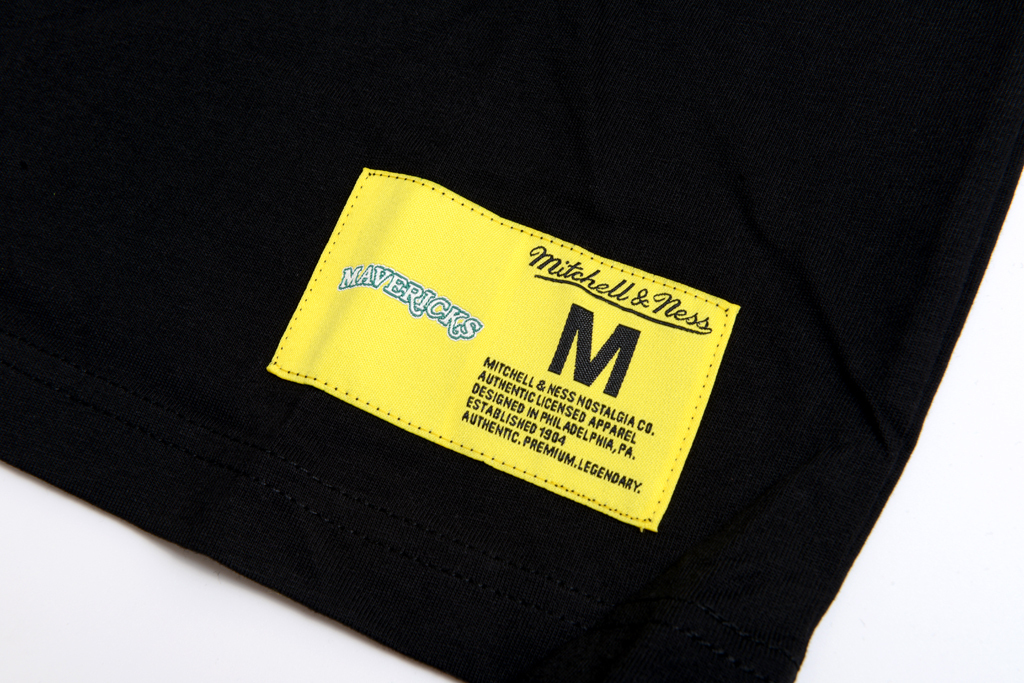 MAVERICKS
Mitchell & Ness
M
MITCHELL & NESS NOSTALGIA CO.
AUTHENTIC LICENSED APPAREL
DESIGNED IN PHILADELPHIA, PA.
ESTABLISHED 1904
AUTHENTIC. PREMIUM. LEGENDARY.